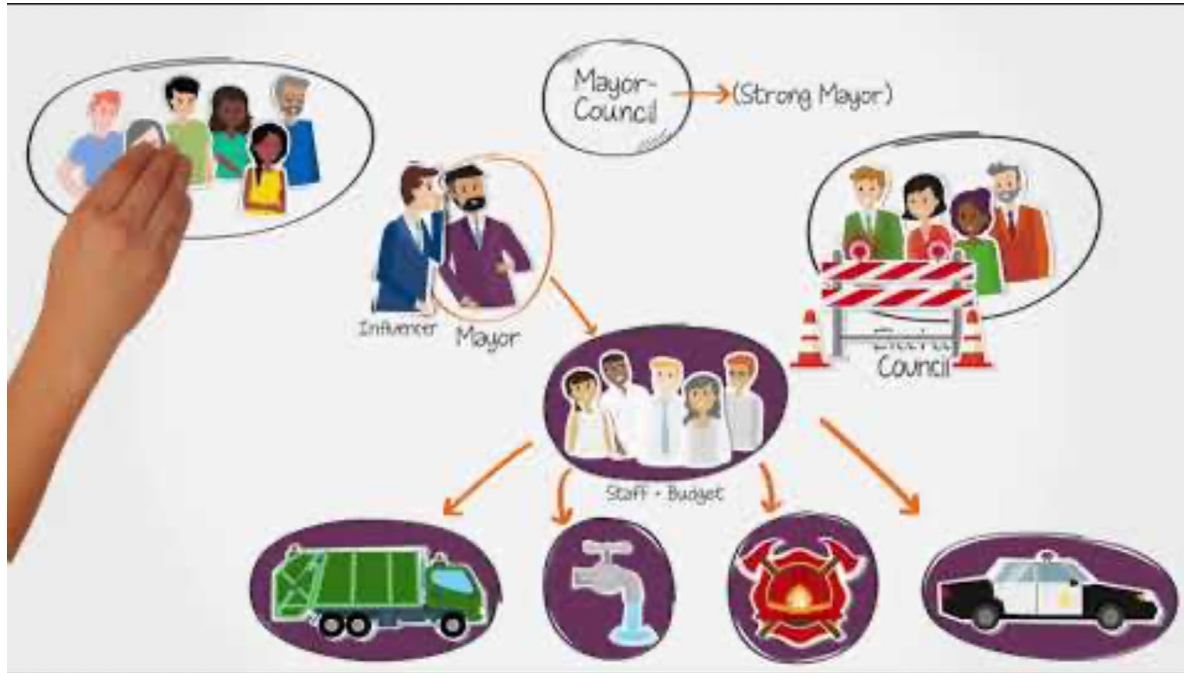 Mayor-
Council
(Strong Mayor)
Influencer
Mayor
Council
Staff + Budget